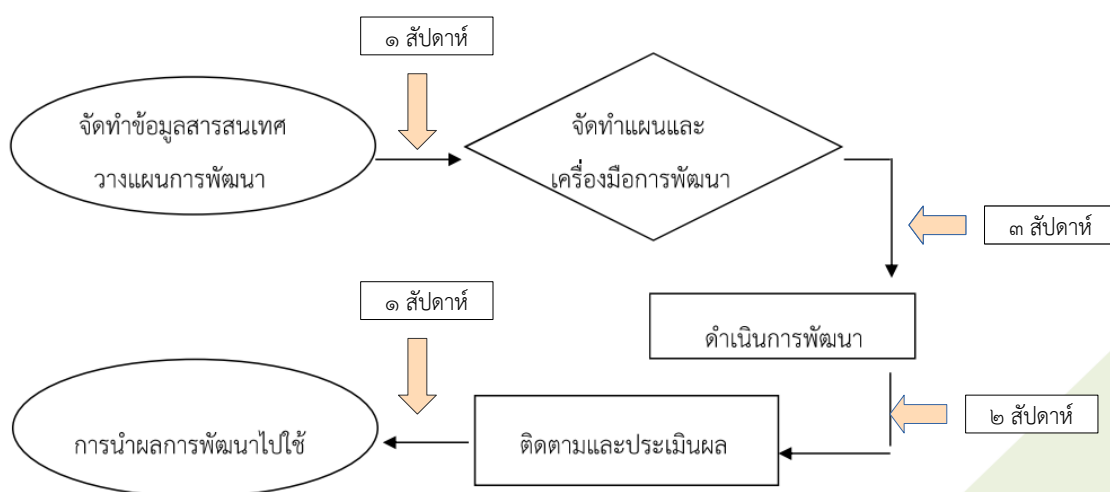 ๑ สัปดาห์
จัดทำข้อมูลสารสนเทศ
วางแผนการพัฒนา
จัดทำแผนและ
เครื่องมือการพัฒนา
๓ สัปดาห์
ดำเนินการพัฒนา
๒ สัปดาห์
ติดตามและประเมินผล
๑ สัปดาห์
การนำผลการพัฒนาไปใช้